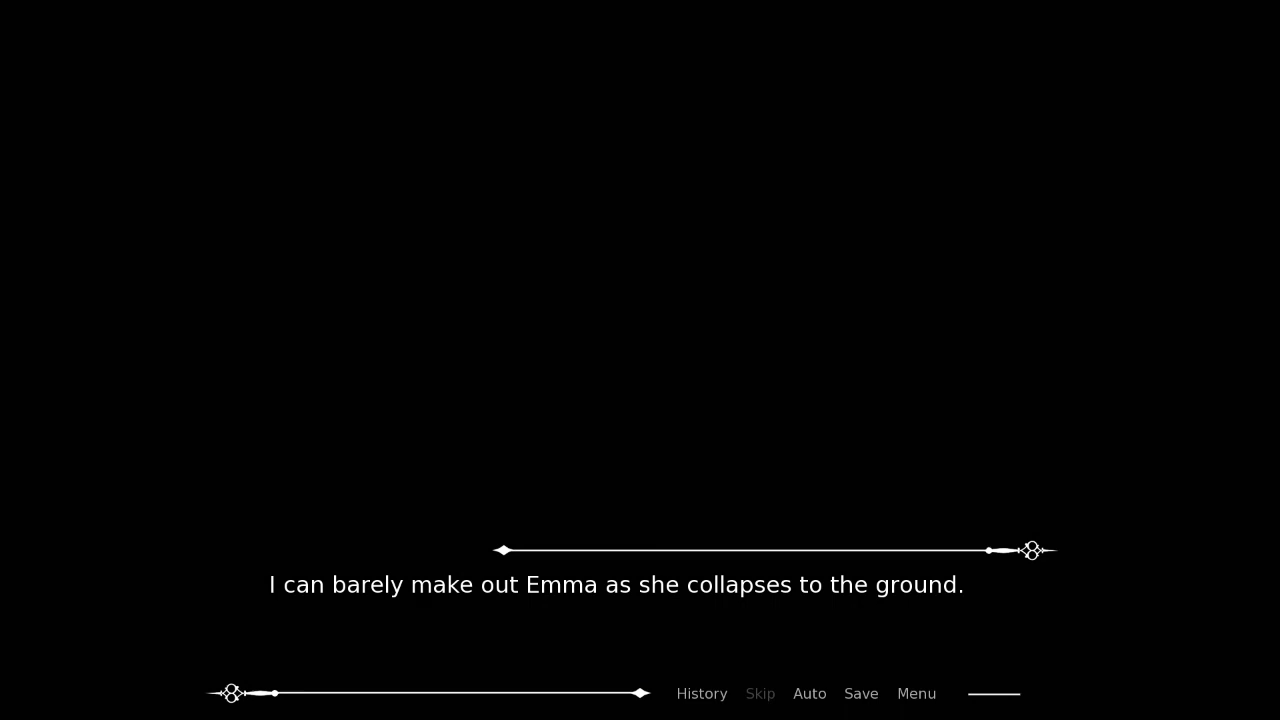 I can barely make out Emma as she collapses to the ground.
History Skip Auto Save Menu